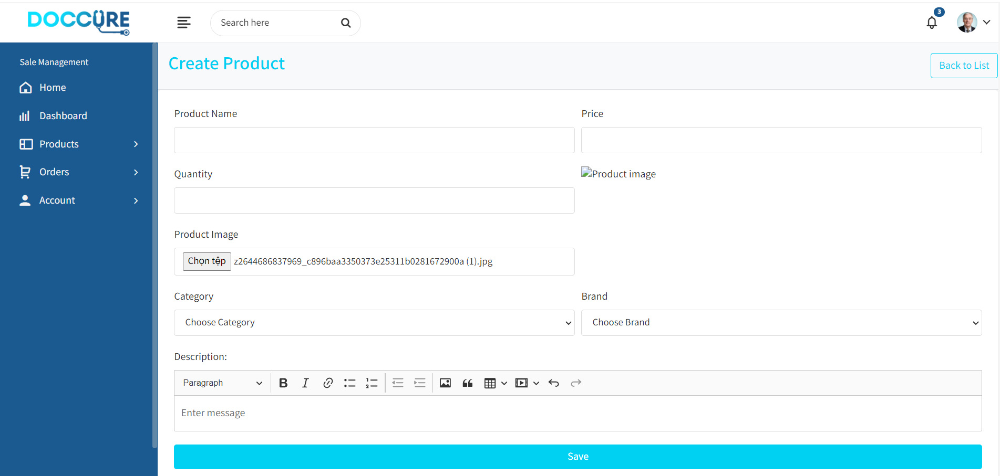 DOCCURE
Search here
3
Sale Management
Home
Dashboard
Products
Orders
Account
Create Product
Back to List
Product Name
Price
Quantity
Product image
Product Image
Chọn tệp z2644686837969_c896baa3350373e25311b0281672900a (1).jpg
Category
Brand
Choose Category
Choose Brand
Description:
Paragraph
Enter message
Save